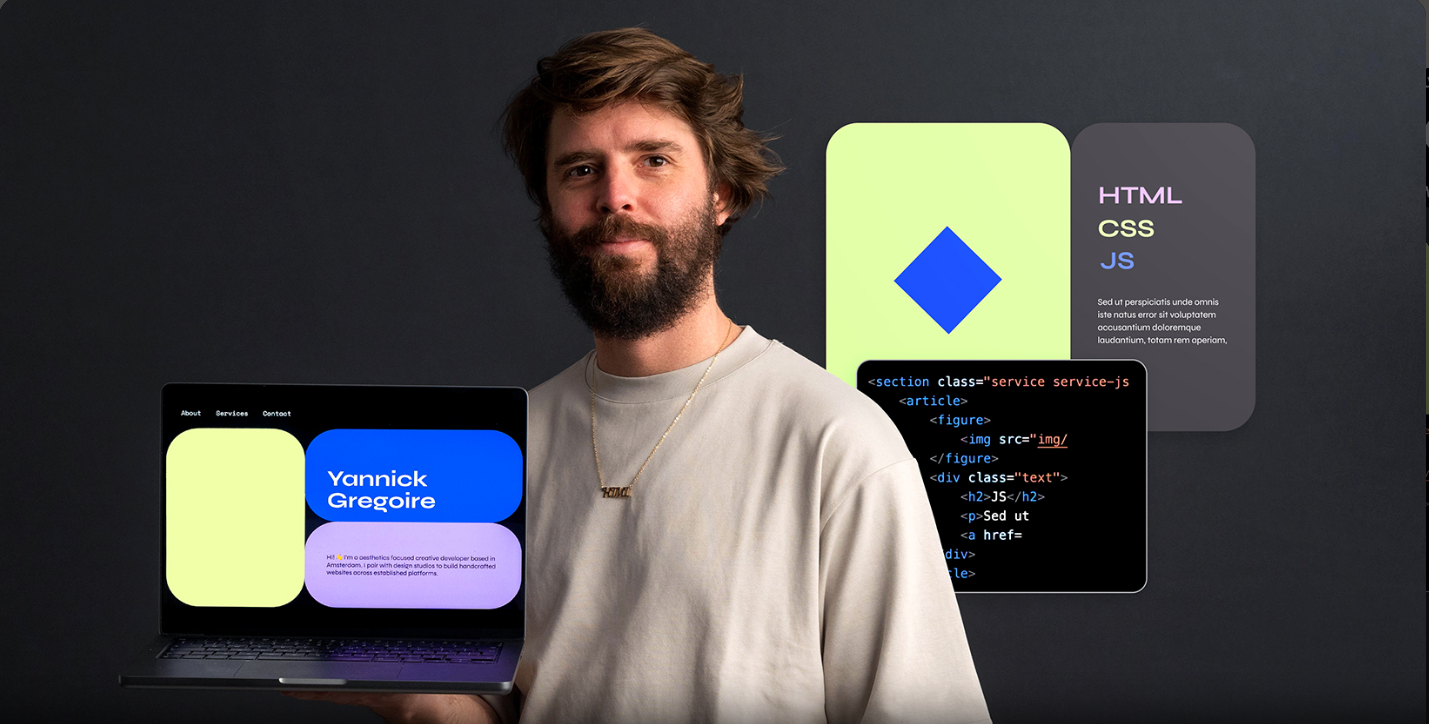 About Services Contact
Yannick
Gregoire
Hi! 👋 I'm a aesthetics focused creative developer based in
Amsterdam. I pair with design studios to build handcrafted
websites across established platforms.
HTML
HTML
CSS
JS
Sed ut perspiciatis unde omnis
iste natus error sit voluptatem
accusantium doloremque
laudantium, totam rem aperiam,
<section class="service service-js
<article>
<figure>
<img src="img/
</figure>
<div class="text">
<h2>JS</h2>
<p>Sed ut
<a href=
div>
cle>